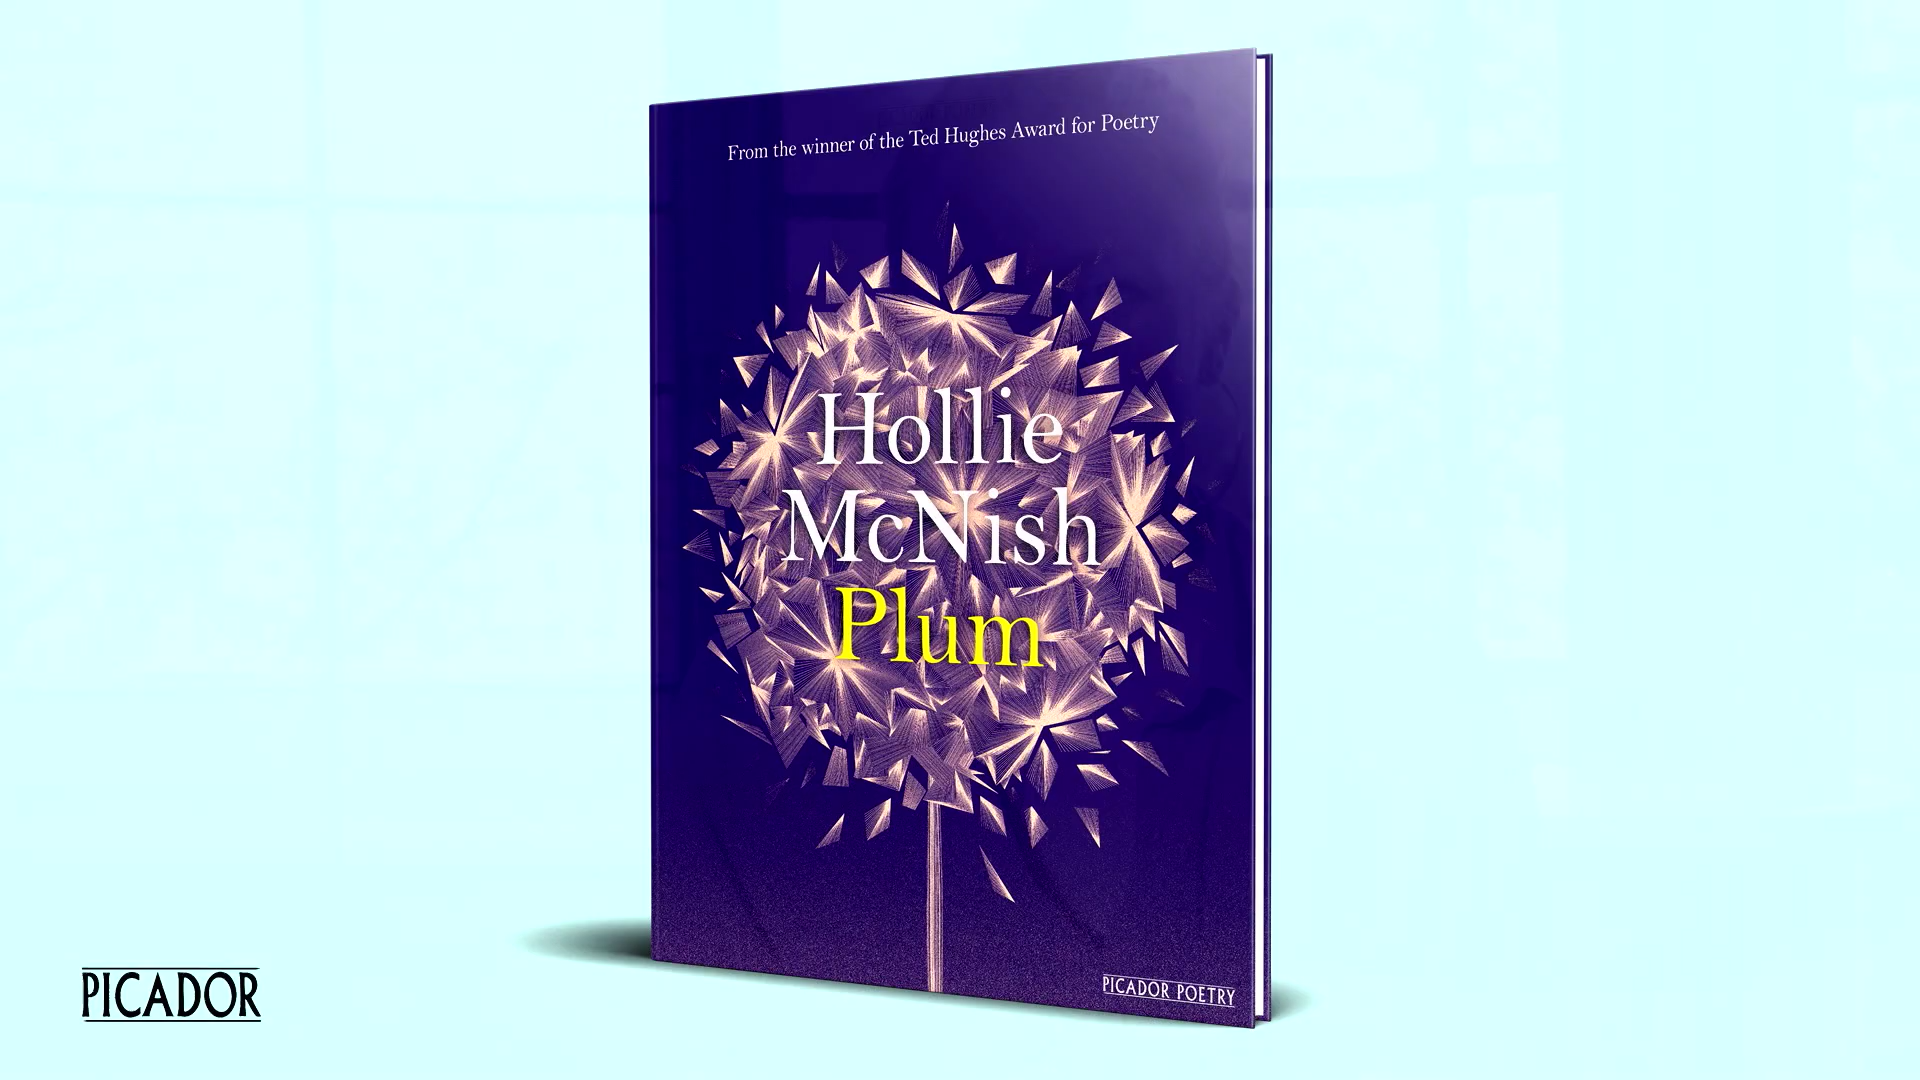 From the winner of the Ted Hughes Award for Poetry
Hollie
McNish
Plum
PICADOR POETRY
PICADOR